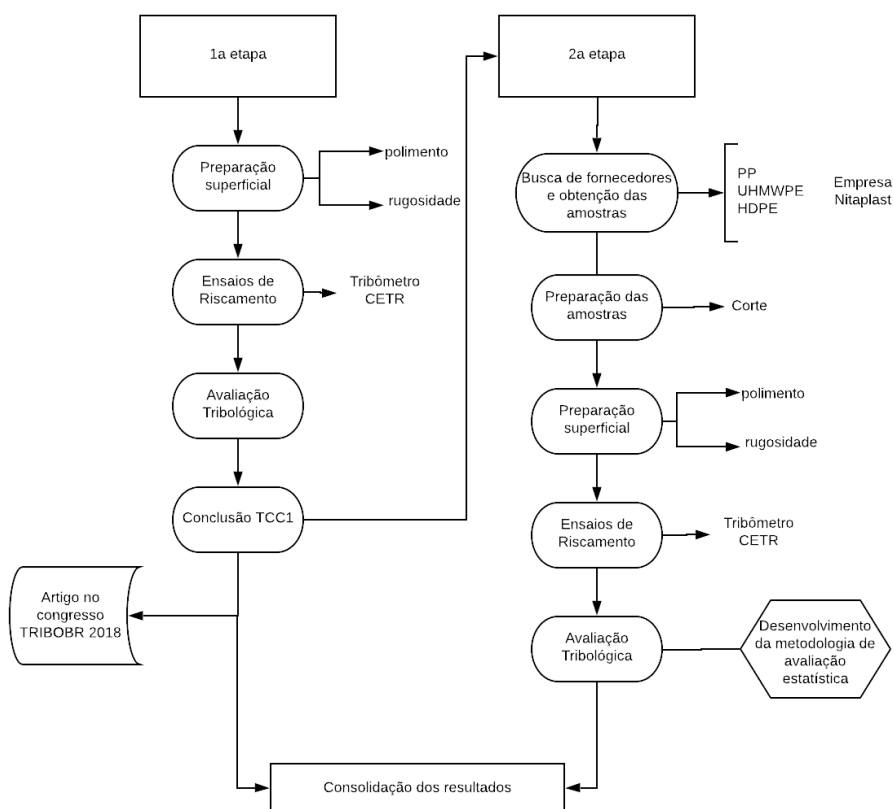 1a etapa
Preparação
superficial
polimento
rugosidade
Ensaios de
Riscamento
Tribômetro
CETR
Avaliação
Tribológica
Conclusão TCC1
Artigo no
congresso
TRIBOBR 2018
2a etapa
Busca de fornecedores
e obtenção das
amostras
PP
UHMWPE
HDPE
Empresa
Nitaplast
Preparação das
amostras
Corte
Preparação
superficial
polimento
rugosidade
Ensaios de
Riscamento
Tribômetro
CETR
Avaliação
Tribológica
Desenvolvimento
da metodologia de
avaliação
estatística
Consolidação dos resultados